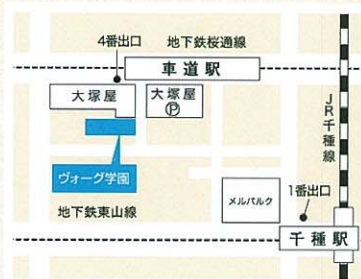 4番出口
地下鉄桜通線
車道駅
大塚屋
大塚屋
Ⓟ
ヴォーグ学園
地下鉄東山線
メルパルク
1番出口
JR千種線
千種駅